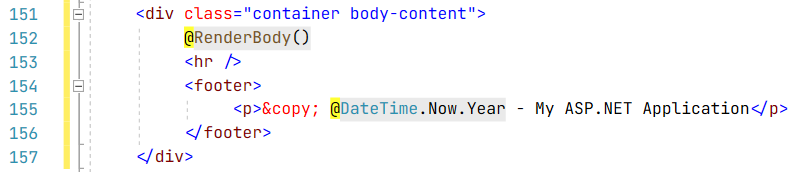 151 <div class="container body-content">
152 @RenderBody()
153 <hr />
154 <footer>
155 <p>&copy; @DateTime.Now.Year - My ASP.NET Application</p>
156 </footer>
157 </div>